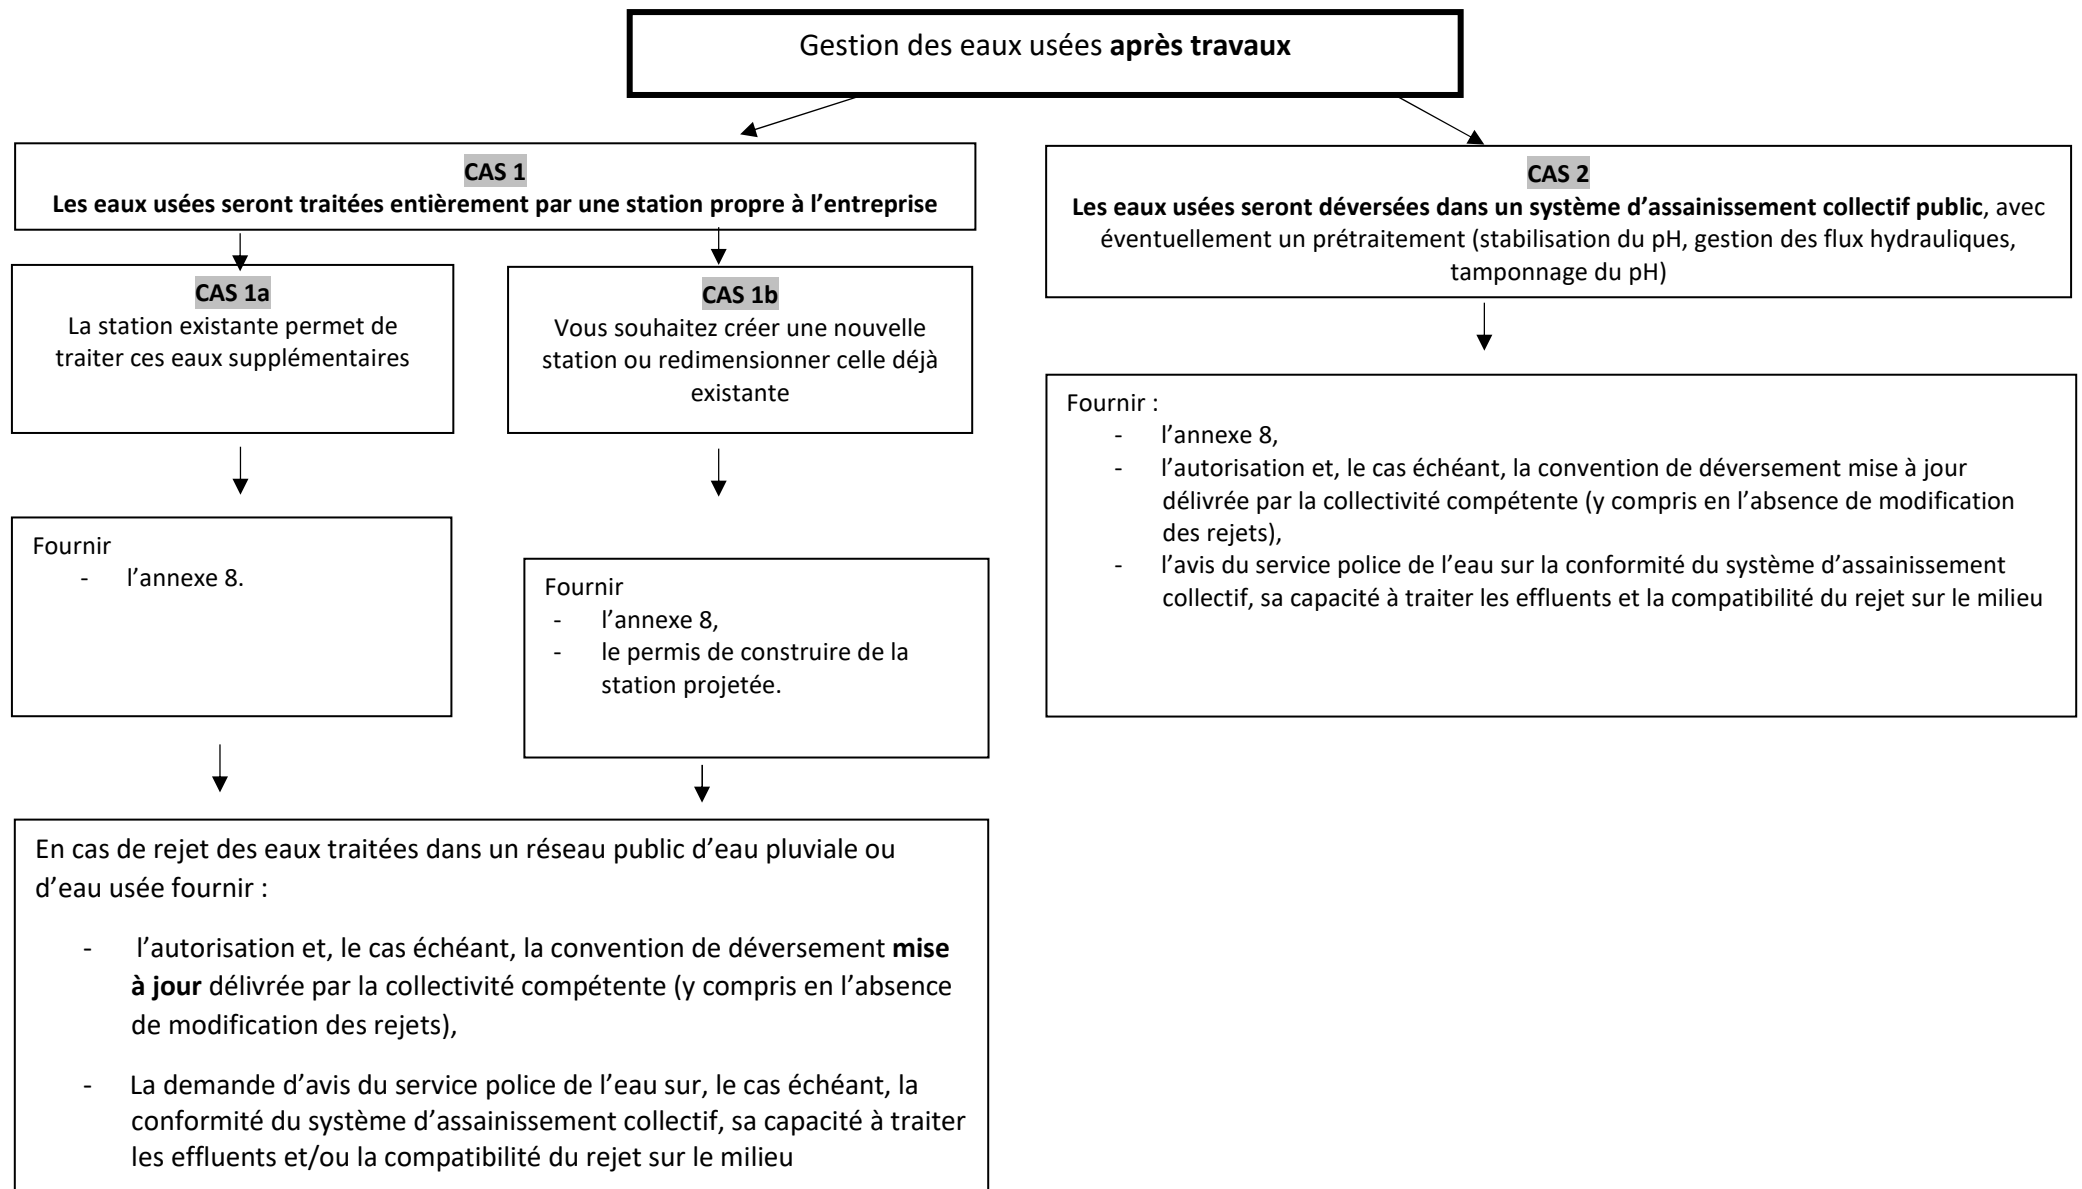 Gestion des eaux usées après travaux
CAS 1
Les eaux usées seront traitées entièrement par une station propre à l’entreprise
CAS 2
Les eaux usées seront déversées dans un système d’assainissement collectif public, avec
éventuellement un prétraitement (stabilisation du pH, gestion des flux hydrauliques,
tamponnage du pH)
CAS 1a
La station existante permet de
traiter ces eaux supplémentaires
CAS 1b
Vous souhaitez créer une nouvelle
station ou redimensionner celle déjà
existante
Fournir :
- l’annexe 8,
- l’autorisation et, le cas échéant, la convention de déversement mise à jour
délivrée par la collectivité compétente (y compris en l’absence de modification
des rejets),
- l’avis du service police de l’eau sur la conformité du système d’assainissement
collectif, sa capacité à traiter les effluents et la compatibilité du rejet sur le milieu
Fournir
- l’annexe 8.
Fournir
- l’annexe 8,
- le permis de construire de la
station projetée.
En cas de rejet des eaux traitées dans un réseau public d’eau pluviale ou
d’eau usée fournir :
- l’autorisation et, le cas échéant, la convention de déversement mise
à jour délivrée par la collectivité compétente (y compris en l’absence
de modification des rejets),
- La demande d’avis du service police de l’eau sur, le cas échéant, la
conformité du système d’assainissement collectif, sa capacité à traiter
les effluents et/ou la compatibilité du rejet sur le milieu